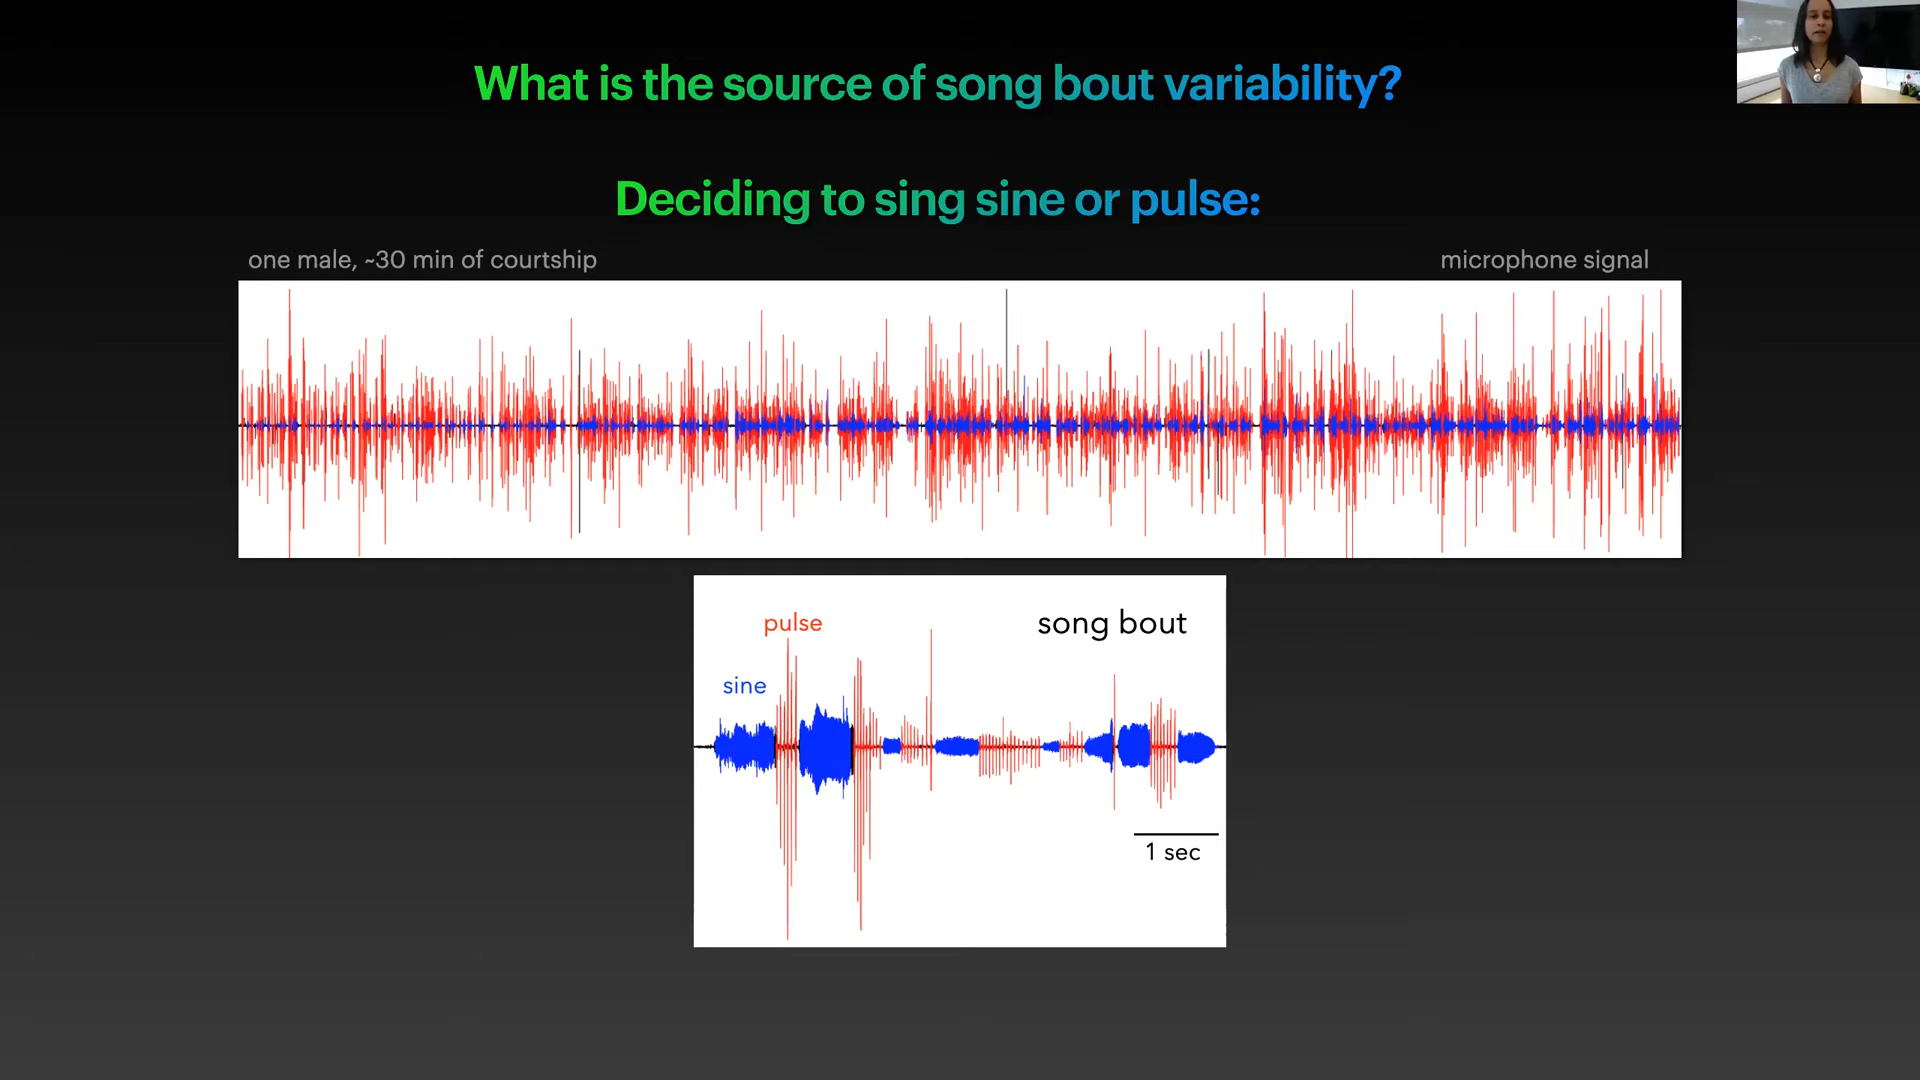 What is the source of song bout variability?
Deciding to sing sine or pulse:
one male, ~30 min of courtship
microphone signal
pulse
song bout
sine
1 sec